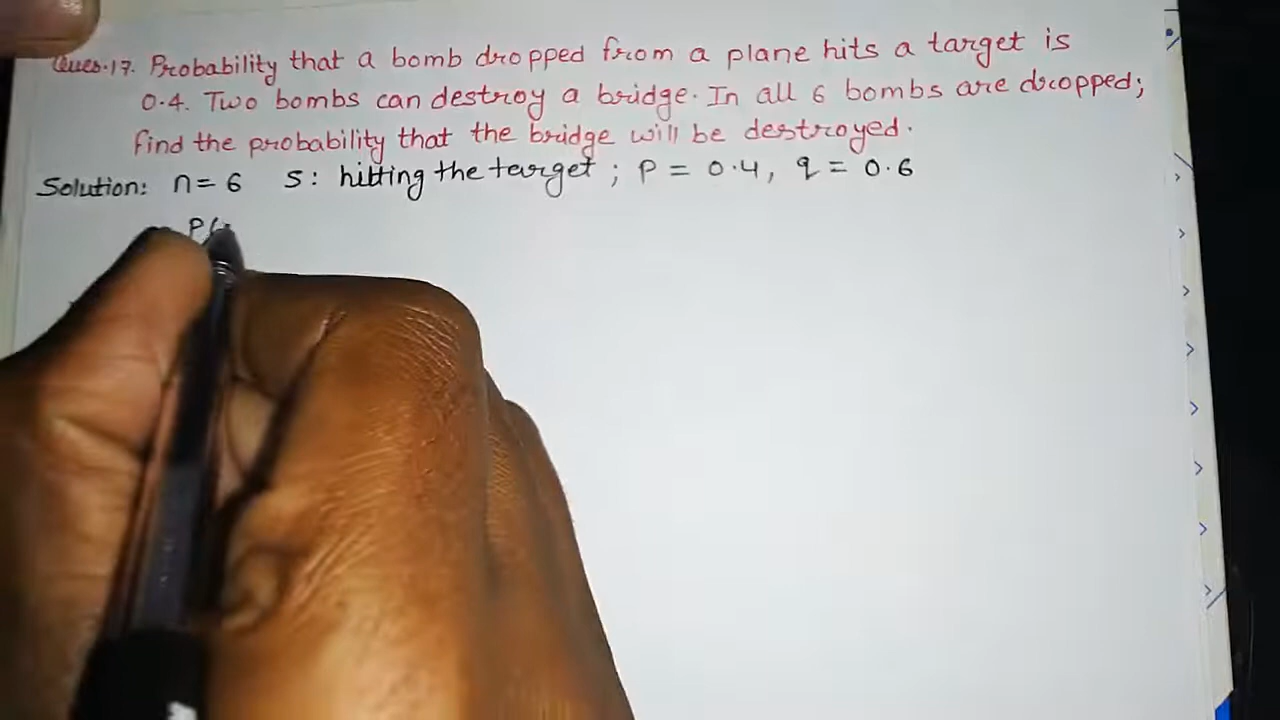 Ques.17. Probability that a bomb dropped from a plane hits a target is
0.4. Two bombs can destroy a bridge. In all 6 bombs are dropped;
find the probability that the bridge will be destroyed.
Solution: n = 6 S: hitting the target ; p = 0.4, q = 0.6
P(